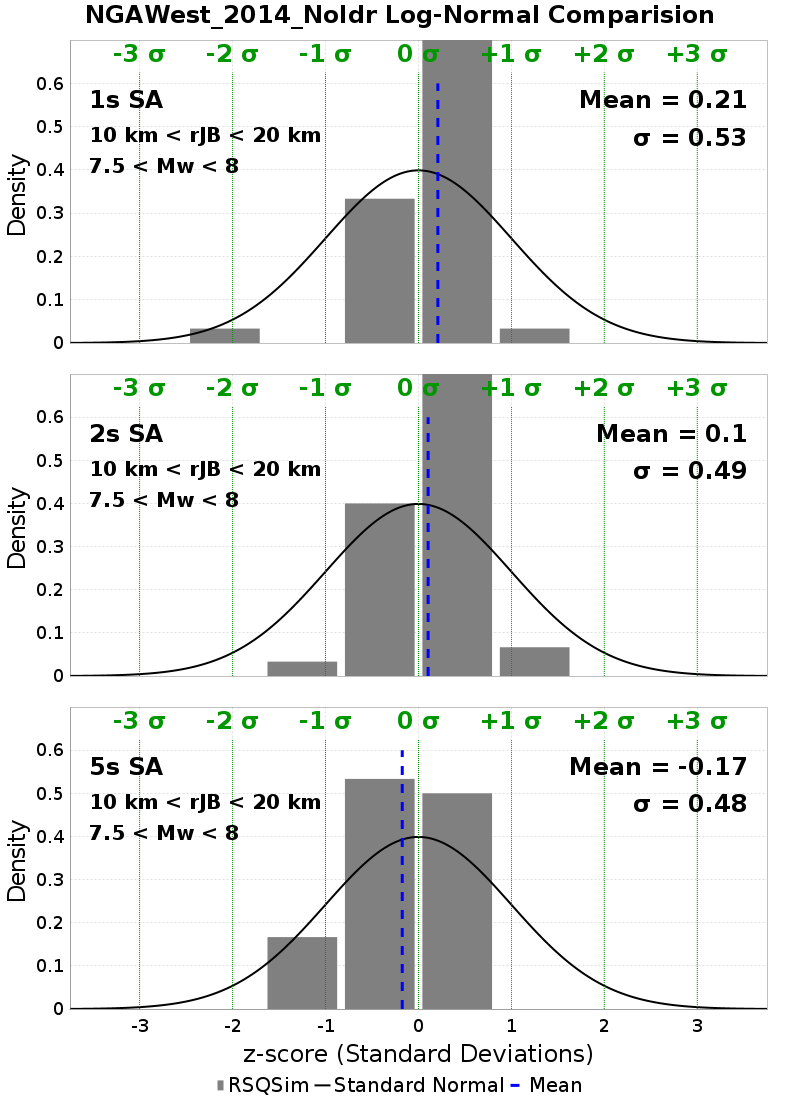 NGAWest_2014_NoIdr Log-Normal Comparision
-3 σ -2 σ -1 σ 0 σ +1 σ +2 σ +3 σ
1s SA Mean = 0.21
10 km < rJB < 20 km σ = 0.53
7.5 < Mw < 8
0.6
0.5
0.4
0.3
0.2
0.1
0
Density
-3 σ -2 σ -1 σ 0 σ +1 σ +2 σ +3 σ
2s SA Mean = 0.1
10 km < rJB < 20 km σ = 0.49
7.5 < Mw < 8
0.6
0.5
0.4
0.3
0.2
0.1
0
Density
-3 σ -2 σ -1 σ 0 σ +1 σ +2 σ +3 σ
5s SA Mean = -0.17
10 km < rJB < 20 km σ = 0.48
7.5 < Mw < 8
0.6
0.5
0.4
0.3
0.2
0.1
0
Density
-3 -2 -1 0 1 2 3
z-score (Standard Deviations)
RSQSim Standard Normal Mean